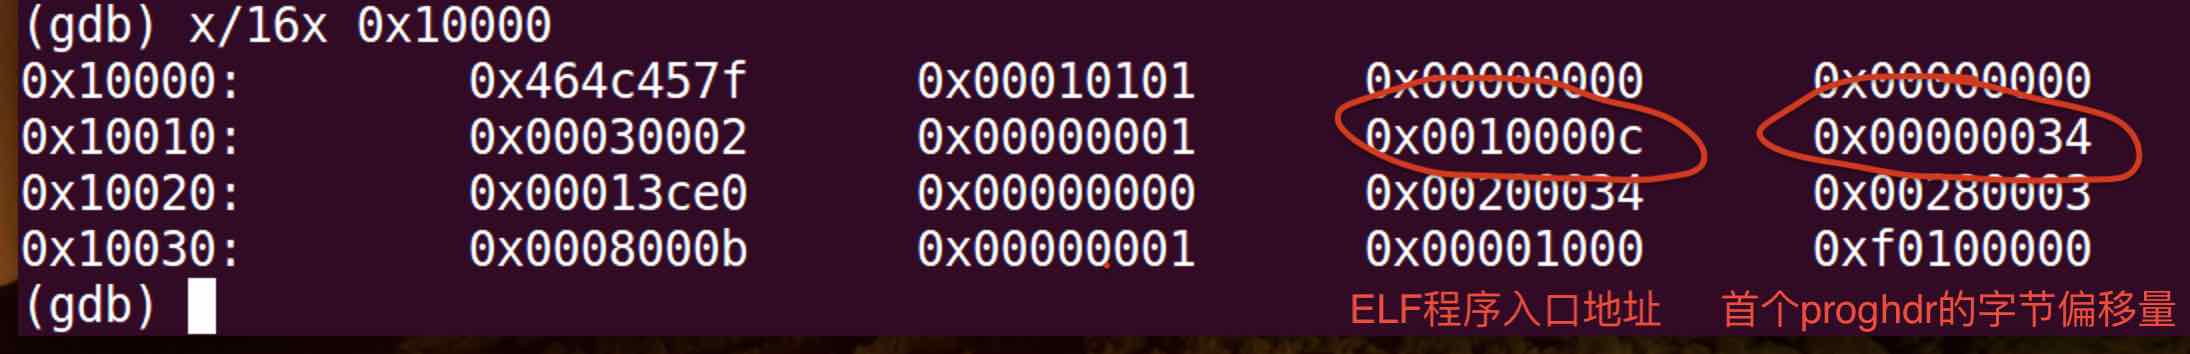 (gdb) x/16x 0x10000
0x10000: 0x464c457f 0x00010101 0x00000000 0x00000000
0x10010: 0x00030002 0x00000001 0x0010000c 0x00000034
0x10020: 0x00013ce0 0x00000000 0x00200034 0x00280003
0x10030: 0x0008000b 0x00000001 0x00001000 0xf0100000
(gdb)
ELF程序入口地址 首个proghdr的字节偏移量